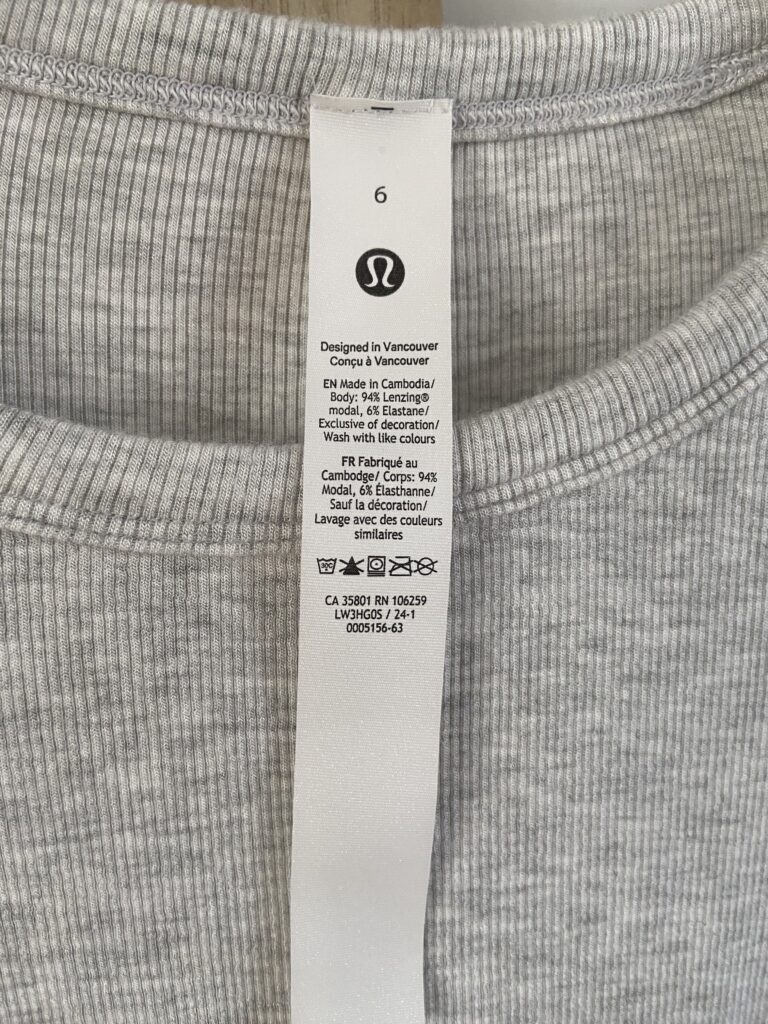 6
Designed in Vancouver
Conçu à Vancouver
EN Made in Cambodia/
Body: 94% Lenzing®
modal, 6% Elastane/
Exclusive of decoration/
Wash with like colours
FR Fabriqué au
Cambodge/ Corps: 94%
Modal, 6% Élasthanne/
Sauf la décoration/
Lavage avec des couleurs
similaires
30C
CA 35801 RN 106259
LW3HG0S / 24-1
0005156-63